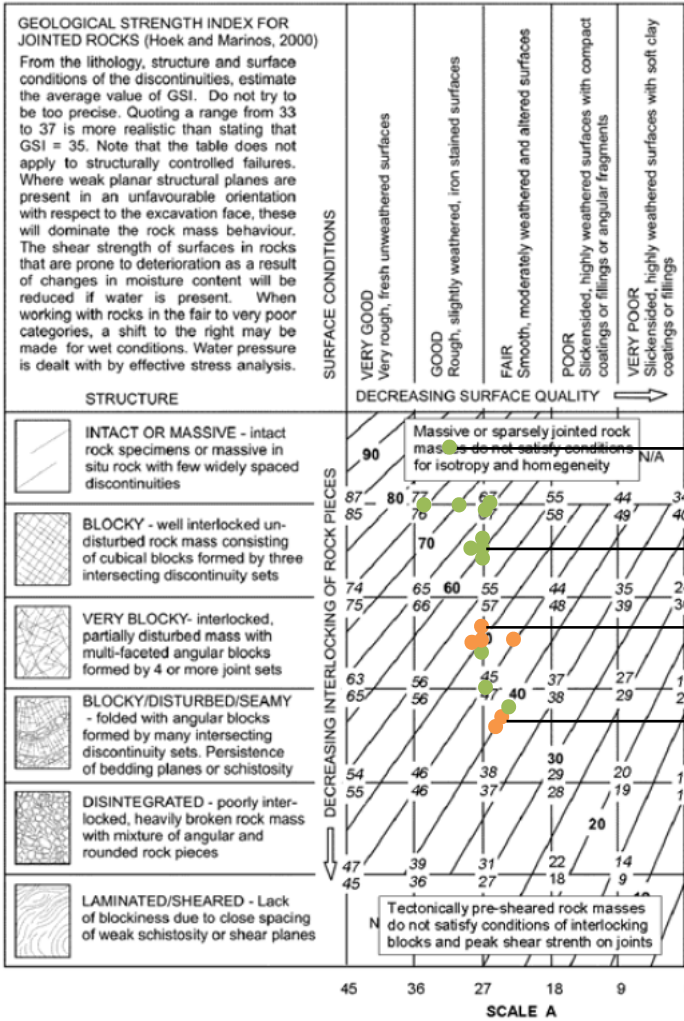 GEOLOGICAL STRENGTH INDEX FOR
JOINTED ROCKS (Hoek and Marinos, 2000)
From the lithology, structure and surface
conditions of the discontinuities, estimate
the average value of GSI. Do not try to
be too precise. Quoting a range from 33
to 37 is more realistic than stating that
GSI = 35. Note that the table does not
apply to structurally controlled failures.
Where weak planar structural planes are
present in an unfavourable orientation
with respect to the excavation face, these
will dominate the rock mass behaviour.
The shear strength of surfaces in rocks
that are prone to deterioration as a result
of changes in moisture content will be
reduced if water is present. When
working with rocks in the fair to very poor
categories, a shift to the right may be
made for wet conditions. Water pressure
is dealt with by effective stress analysis.
STRUCTURE
SURFACE CONDITIONS
VERY GOOD
Very rough, fresh unweathered surfaces
GOOD
Rough, slightly weathered, iron stained surfaces
FAIR
Smooth, moderately weathered and altered surfaces
POOR
Slickensided, highly weathered surfaces with compact
coatings or fillings or angular fragments
VERY POOR
Slickensided, highly weathered surfaces with soft clay
coatings or fillings
DECREASING SURFACE QUALITY
DECREASING INTERLOCKING OF ROCK PIECES
INTACT OR MASSIVE - intact
rock specimens or massive in
situ rock with few widely spaced
discontinuities
Massive or sparsely jointed rock
do not satisfy conditions
for isotropy and homegeneity
90
N/A
87 80 77 67 55 44 34
85 76 76 58 49 40
BLOCKY - well interlocked un-
disturbed rock mass consisting
of cubical blocks formed by three
intersecting discontinuity sets
70
74 65 60 55 44 35
75 66 57 48 39
VERY BLOCKY- interlocked,
partially disturbed mass with
multi-faceted angular blocks
formed by 4 or more joint sets
63 56 45 37 27
65 56 47 40 38 29
BLOCKY/DISTURBED/SEAMY
- folded with angular blocks
formed by many intersecting
discontinuity sets. Persistence
of bedding planes or schistosity
30
54 46 38 29 20
55 46 37 28 19
DISINTEGRATED - poorly inter-
locked, heavily broken rock mass
with mixture of angular and
rounded rock pieces
20
47 39 31 22 14
45 36 27 18 9
LAMINATED/SHEARED - Lack
of blockiness due to close spacing
of weak schistosity or shear planes
Tectonically pre-sheared rock masses
do not satisfy conditions of interlocking
blocks and peak shear strenth on joints
45 36 27 18 9
SCALE A